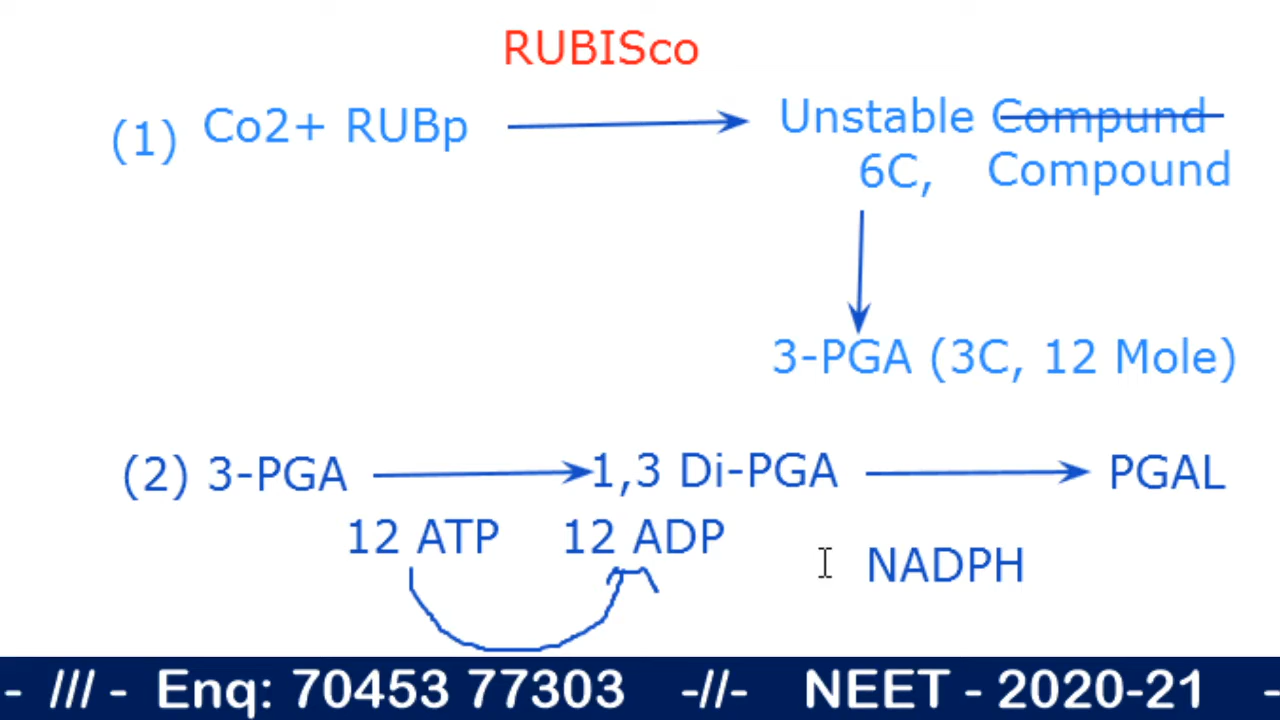 RUBISco
(1) Co2+ RUBp Unstable Compund
6C, Compound
3-PGA (3C, 12 Mole)
(2) 3-PGA 1,3 Di-PGA PGAL
12 ATP 12 ADP NADPH
- /// - Enq: 70453 77303 -//- NEET - 2020-21 -